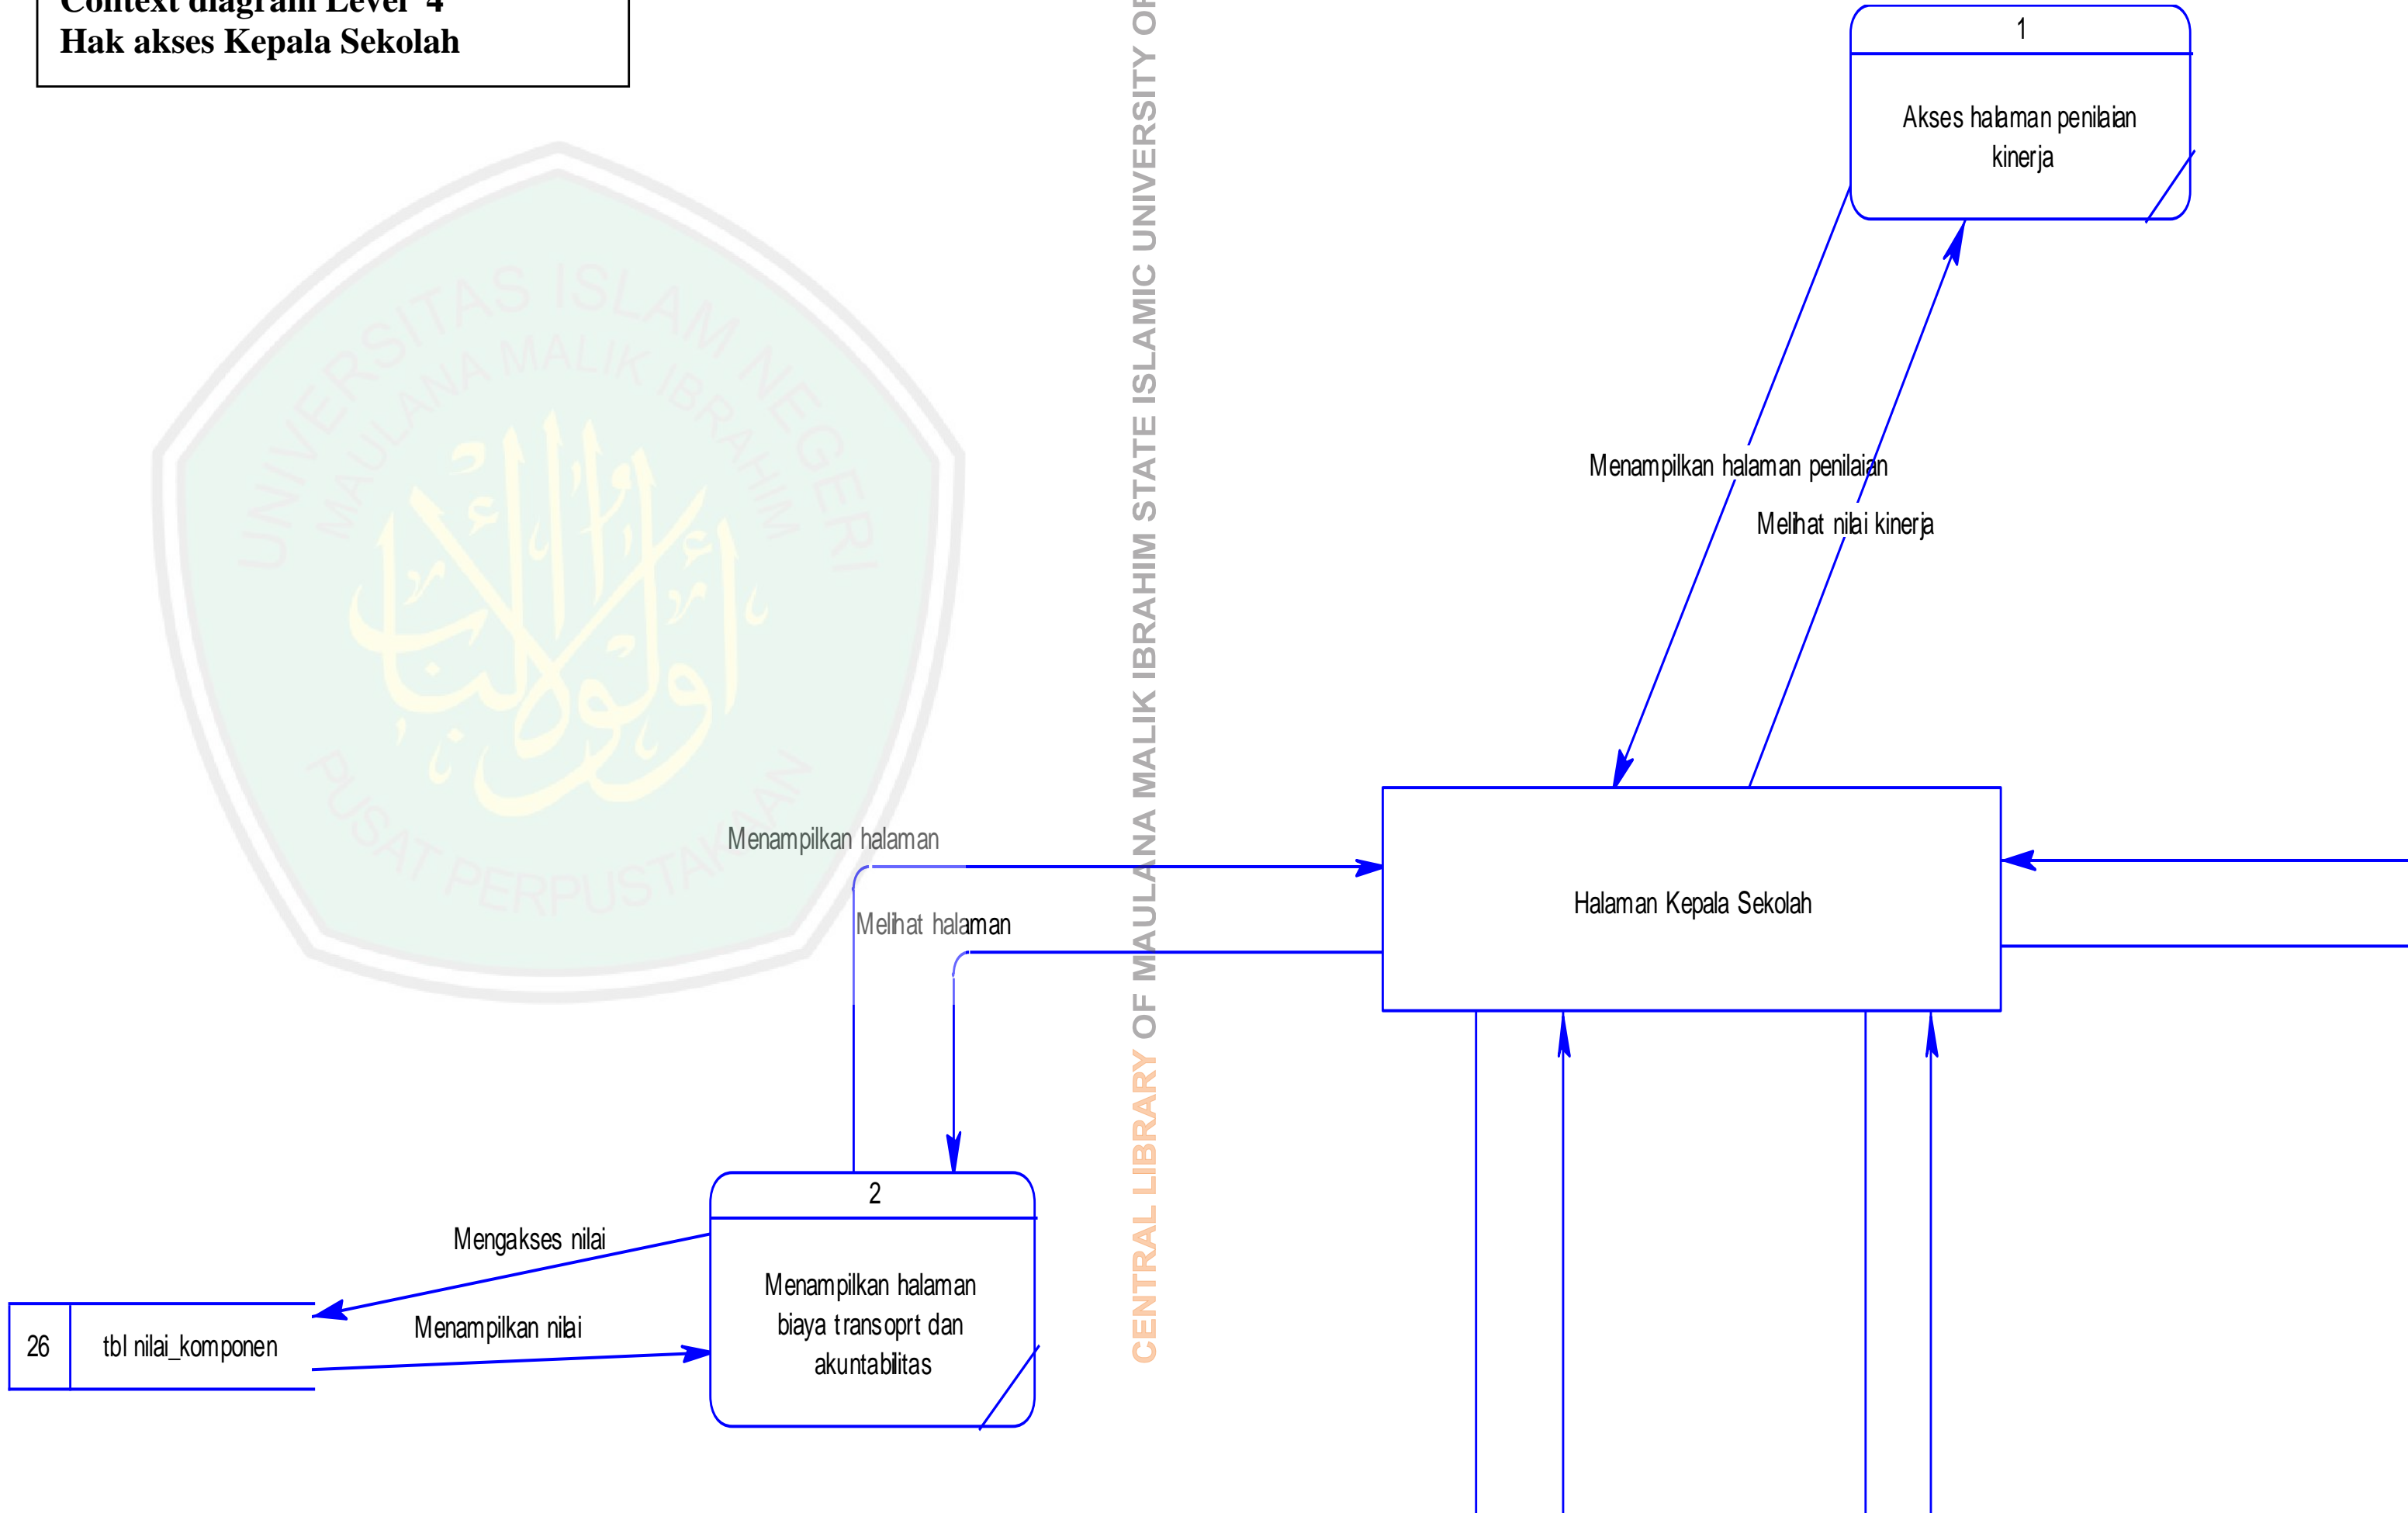 Context diagram Level 4
Hak akses Kepala Sekolah
1
Akses halaman penilaian
kinerja
Menampilkan halaman penilaian
Melihat nilai kinerja
UNIVERSITAS ISLAM NEGERI
MAULANA MALIK IBRAHIM
PUSAT PERPUSTAKAAN
Menampilkan halaman
Melihat halaman
Halaman Kepala Sekolah
2
Menampilkan halaman
biaya transoprt dan
akuntabilitas
Mengakses nilai
Menampilkan nilai
26
tbl nilai_komponen
CENTRAL LIBRARY OF MAULANA MALIK IBRAHIM STATE ISLAMIC UNIVERSITY OF